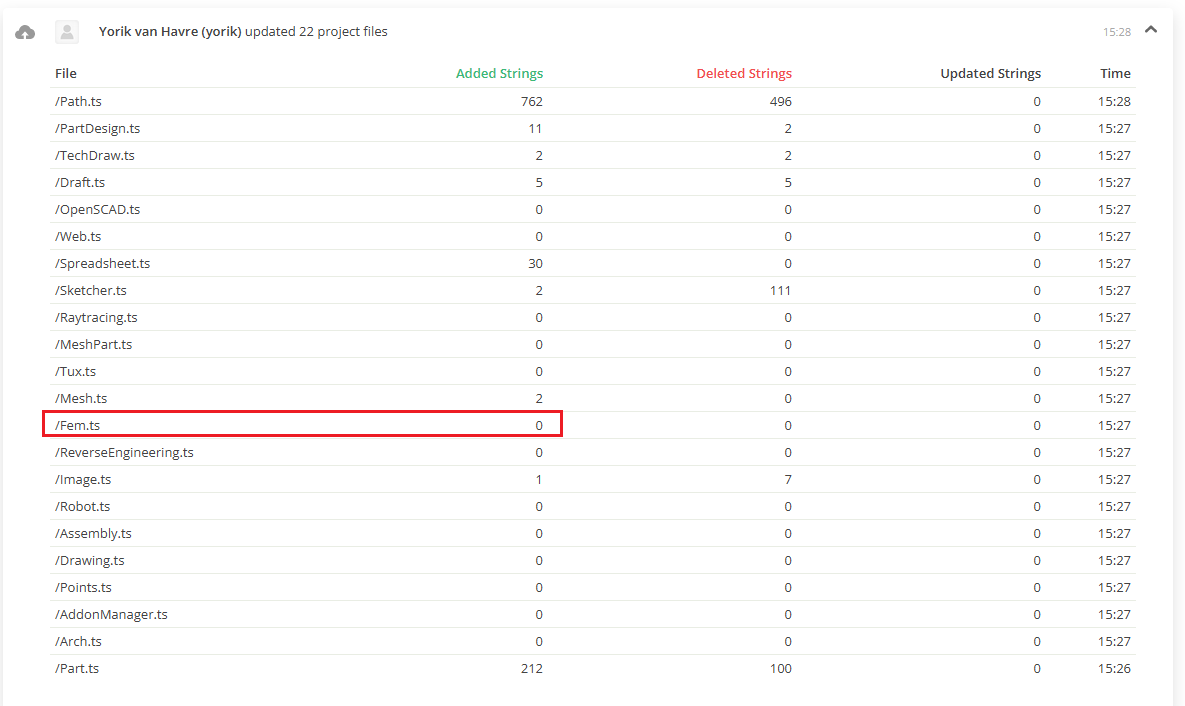 Yorik van Havre (yorik) updated 22 project files 15:28
File Added Strings Deleted Strings Updated Strings Time
/Path.ts 762 496 0 15:28
/PartDesign.ts 11 2 0 15:27
/TechDraw.ts 2 2 0 15:27
/Draft.ts 5 5 0 15:27
/OpenSCAD.ts 0 0 0 15:27
/Web.ts 0 0 0 15:27
/Spreadsheet.ts 30 0 0 15:27
/Sketcher.ts 2 111 0 15:27
/Raytracing.ts 0 0 0 15:27
/MeshPart.ts 0 0 0 15:27
/Tux.ts 0 0 0 15:27
/Mesh.ts 2 0 0 15:27
/Fem.ts 0 0 0 15:27
/ReverseEngineering.ts 0 0 0 15:27
/Image.ts 1 7 0 15:27
/Robot.ts 0 0 0 15:27
/Assembly.ts 0 0 0 15:27
/Drawing.ts 0 0 0 15:27
/Points.ts 0 0 0 15:27
/AddonManager.ts 0 0 0 15:27
/Arch.ts 0 0 0 15:27
/Part.ts 212 100 0 15:26